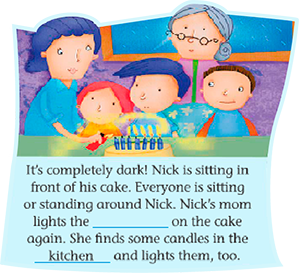 It's completely dark! Nick is sitting in
front of his cake. Everyone is sitting
or standing around Nick. Nick's mom
lights the ____________ on the cake
again. She finds some candles in the
kitchen and lights them, too.